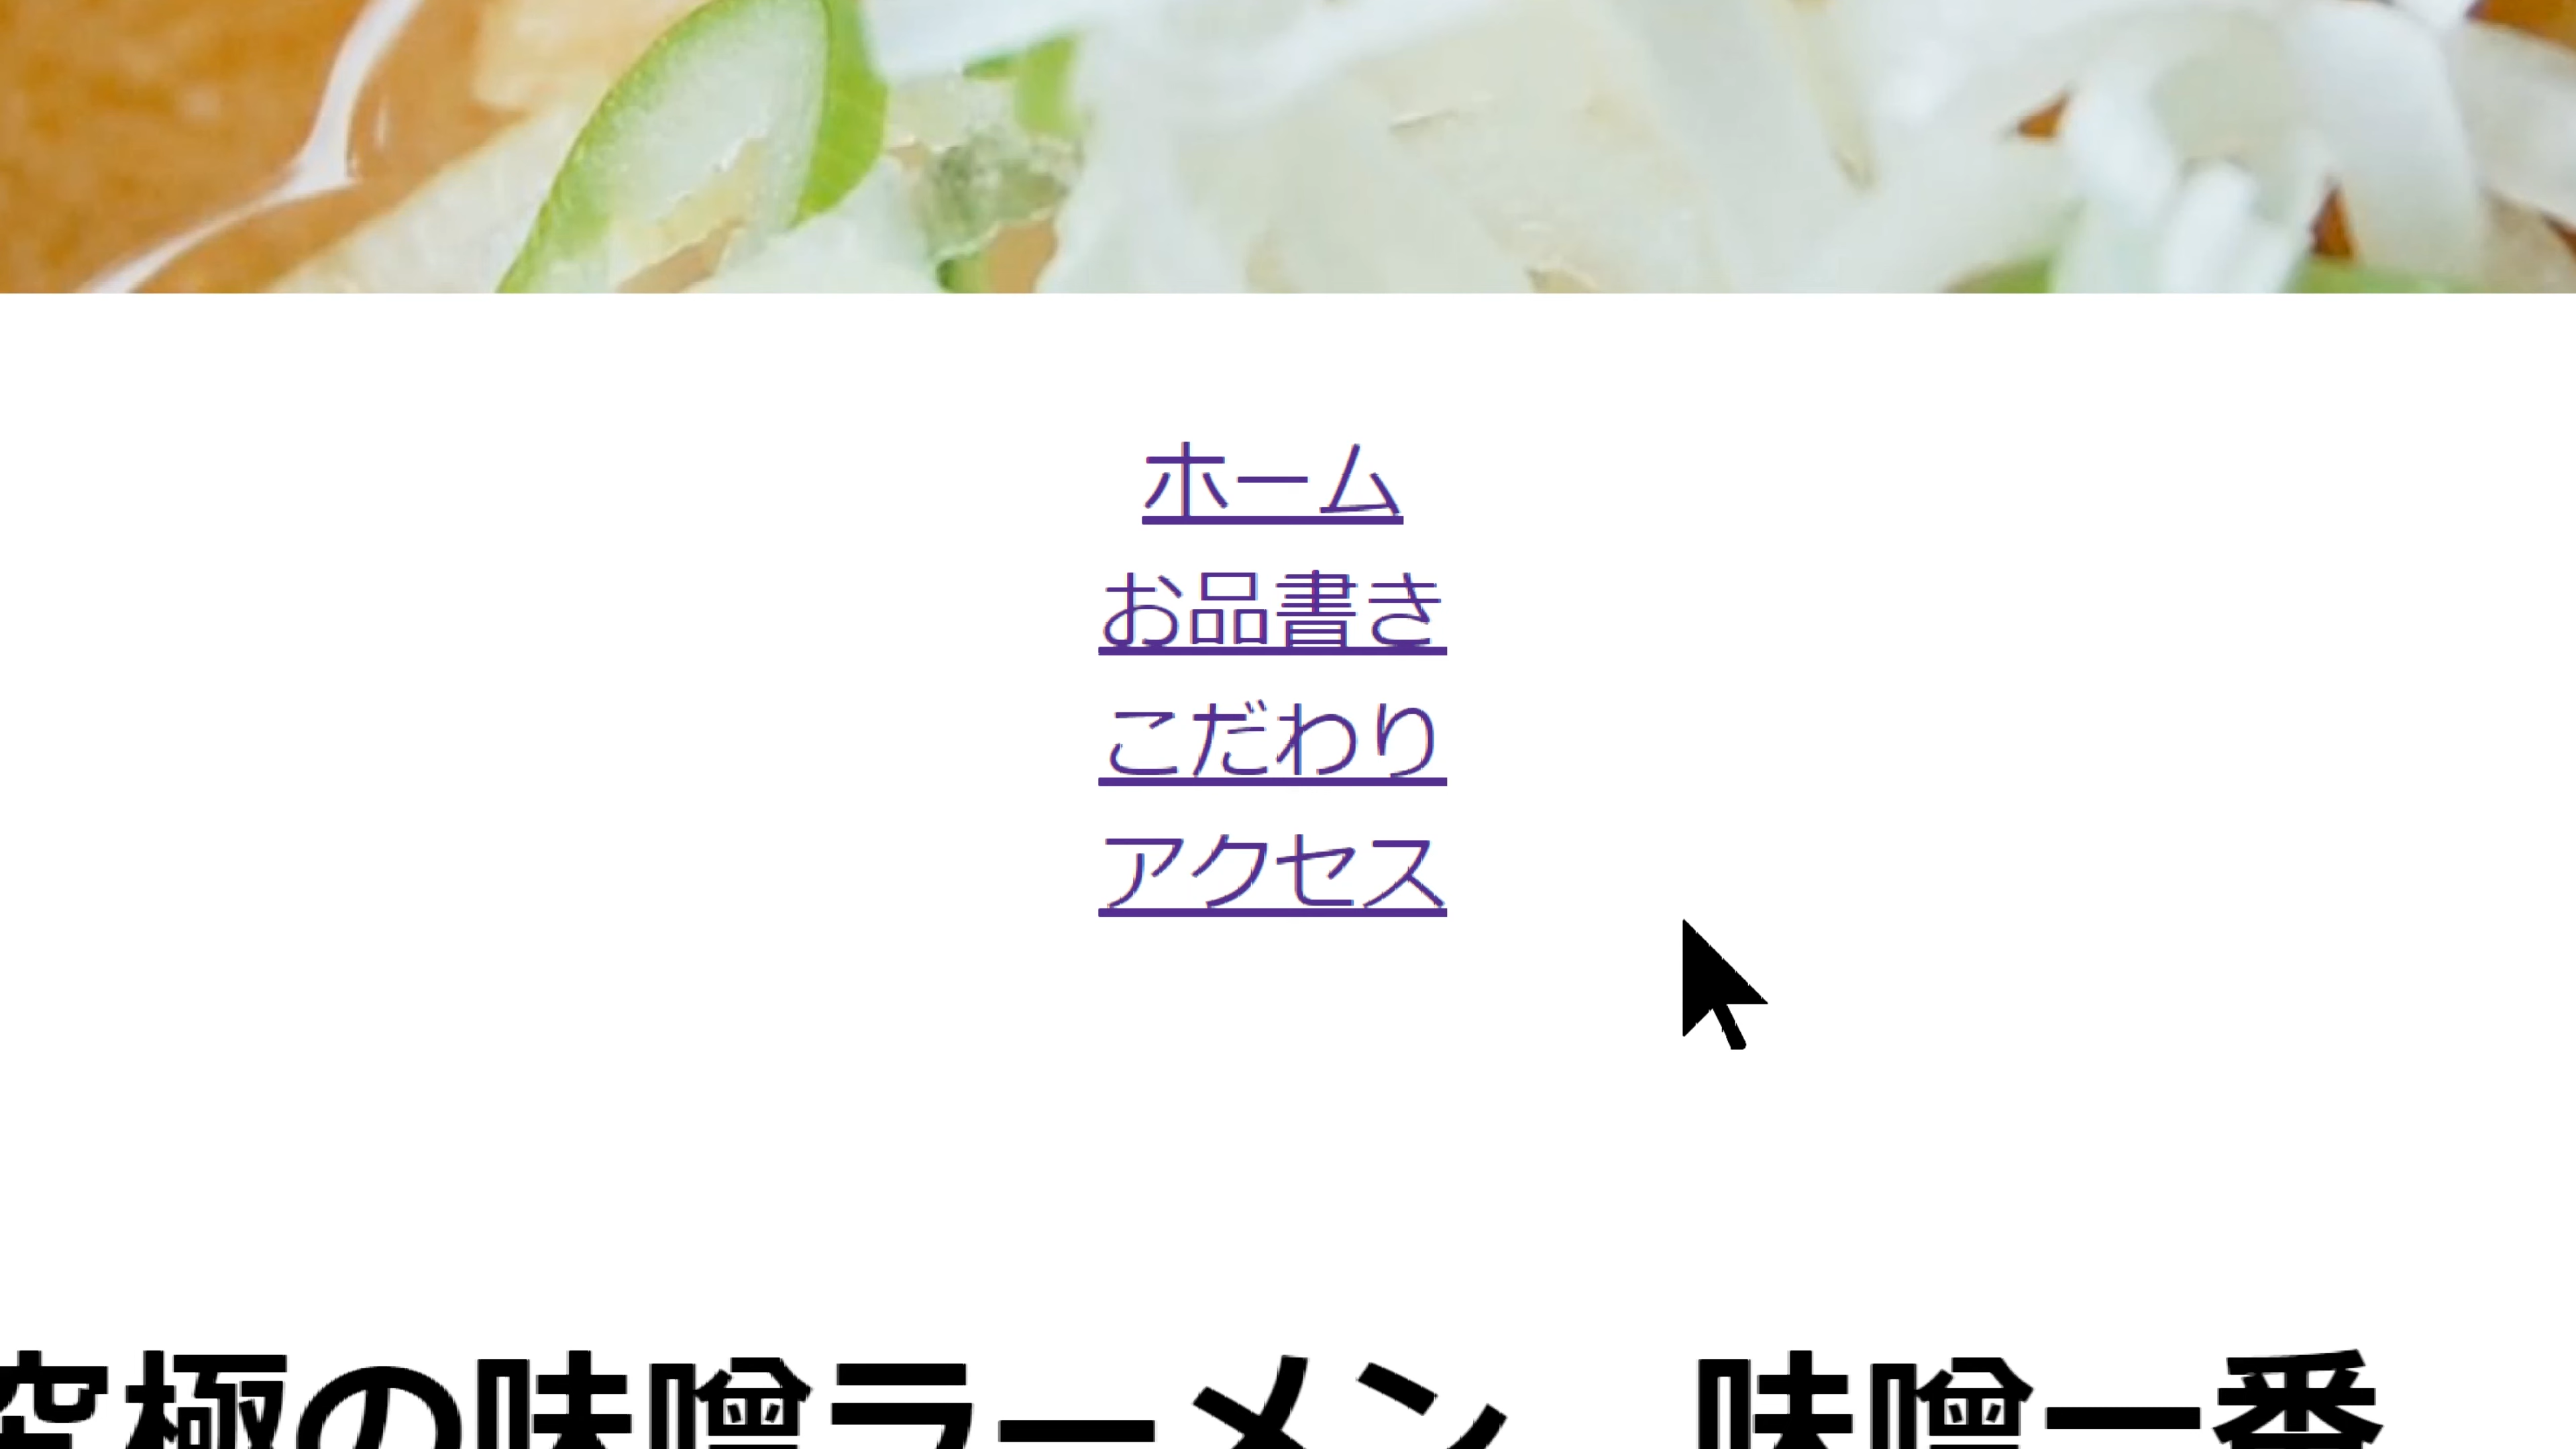 ホーム
お品書き
こだわり
アクセス
究極の味噌ラーメン 味噌一番